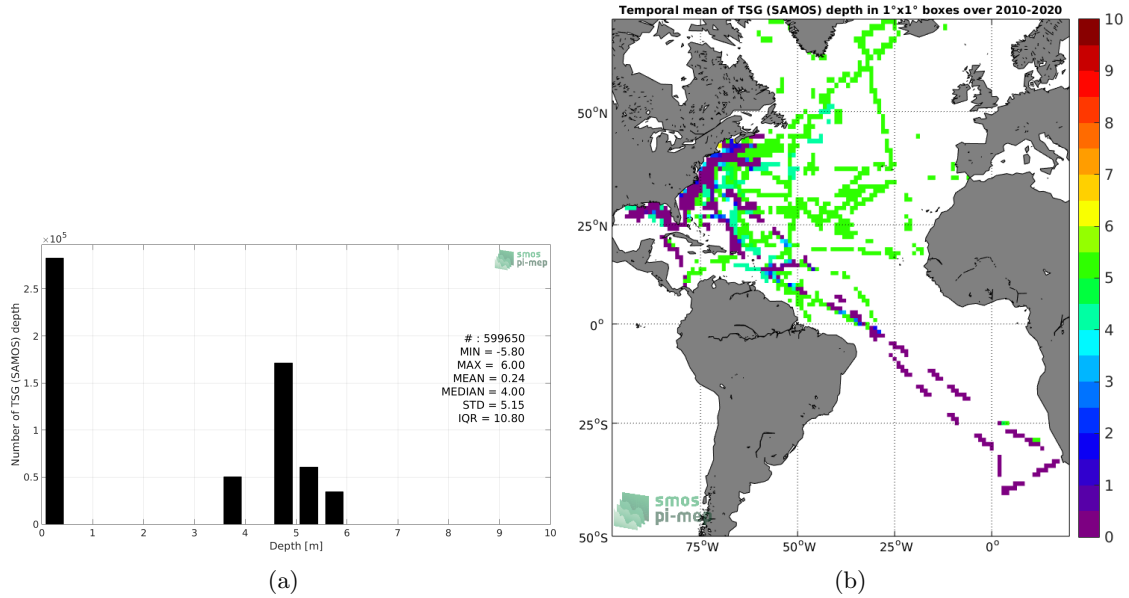 Temporal mean of TSG (SAMOS) depth in 1°x1° boxes over 2010-2020
×10⁵
smos
pi-mep
Number of TSG (SAMOS) depth
2.5
2
1.5
1
0.5
0
0 1 2 3 4 5 6 7 8 9 10
Depth [m]
# : 599650
MIN = -5.80
MAX = 6.00
MEAN = 0.24
MEDIAN = 4.00
STD = 5.15
IQR = 10.80
(a)
50°N
25°N
0°
25°S
50°S
75°W 50°W 25°W 0°
smos
pi-mep
10
9
8
7
6
5
4
3
2
1
0
(b)